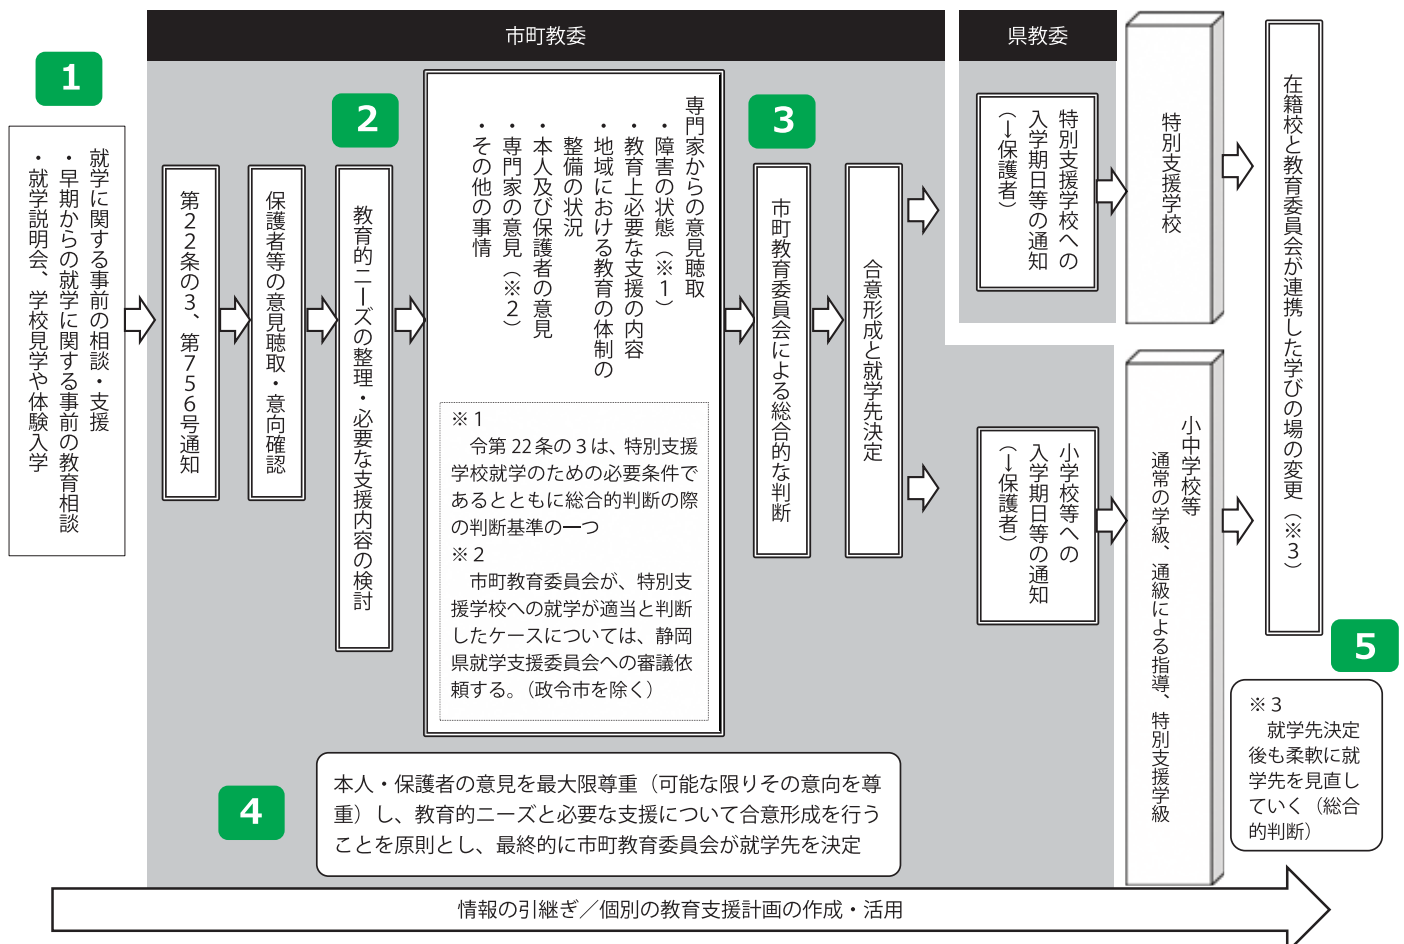 市町教委
県教委
1
就学に関する事前の相談・支援
・早期からの就学に関する事前の教育相談
・就学説明会、学校見学や体験入学
第22条の3、第756号通知
保護者等の意見聴取・意向確認
2
教育的ニーズの整理・必要な支援内容の検討
専門家からの意見聴取
・障害の状態（※1）
・教育上必要な支援の内容
・地域における教育の体制の
整備の状況
・本人及び保護者の意見
・専門家の意見（※2）
・その他の事情
※1
令第22条の3は、特別支援
学校就学のための必要条件で
あるとともに総合的判断の際
の判断基準の一つ
※2
市町教育委員会が、特別支
援学校への就学が適当と判断
したケースについては、静岡
県就学支援委員会への審議依
頼する。（政令市を除く）
3
市町教育委員会による総合的な判断
合意形成と就学先決定
特別支援学校への
入学期日等の通知
（→保護者）
小学校等への
入学期日等の通知
（→保護者）
特別支援学校
小中学校等
通常の学級、通級による指導、特別支援学級
在籍校と教育委員会が連携した学びの場の変更（※3）
4
本人・保護者の意見を最大限尊重（可能な限りその意向を尊
重）し、教育的ニーズと必要な支援について合意形成を行う
ことを原則とし、最終的に市町教育委員会が就学先を決定
5
※3
就学先決定
後も柔軟に就
学先を見直し
ていく（総合
的判断）
情報の引継ぎ／個別の教育支援計画の作成・活用